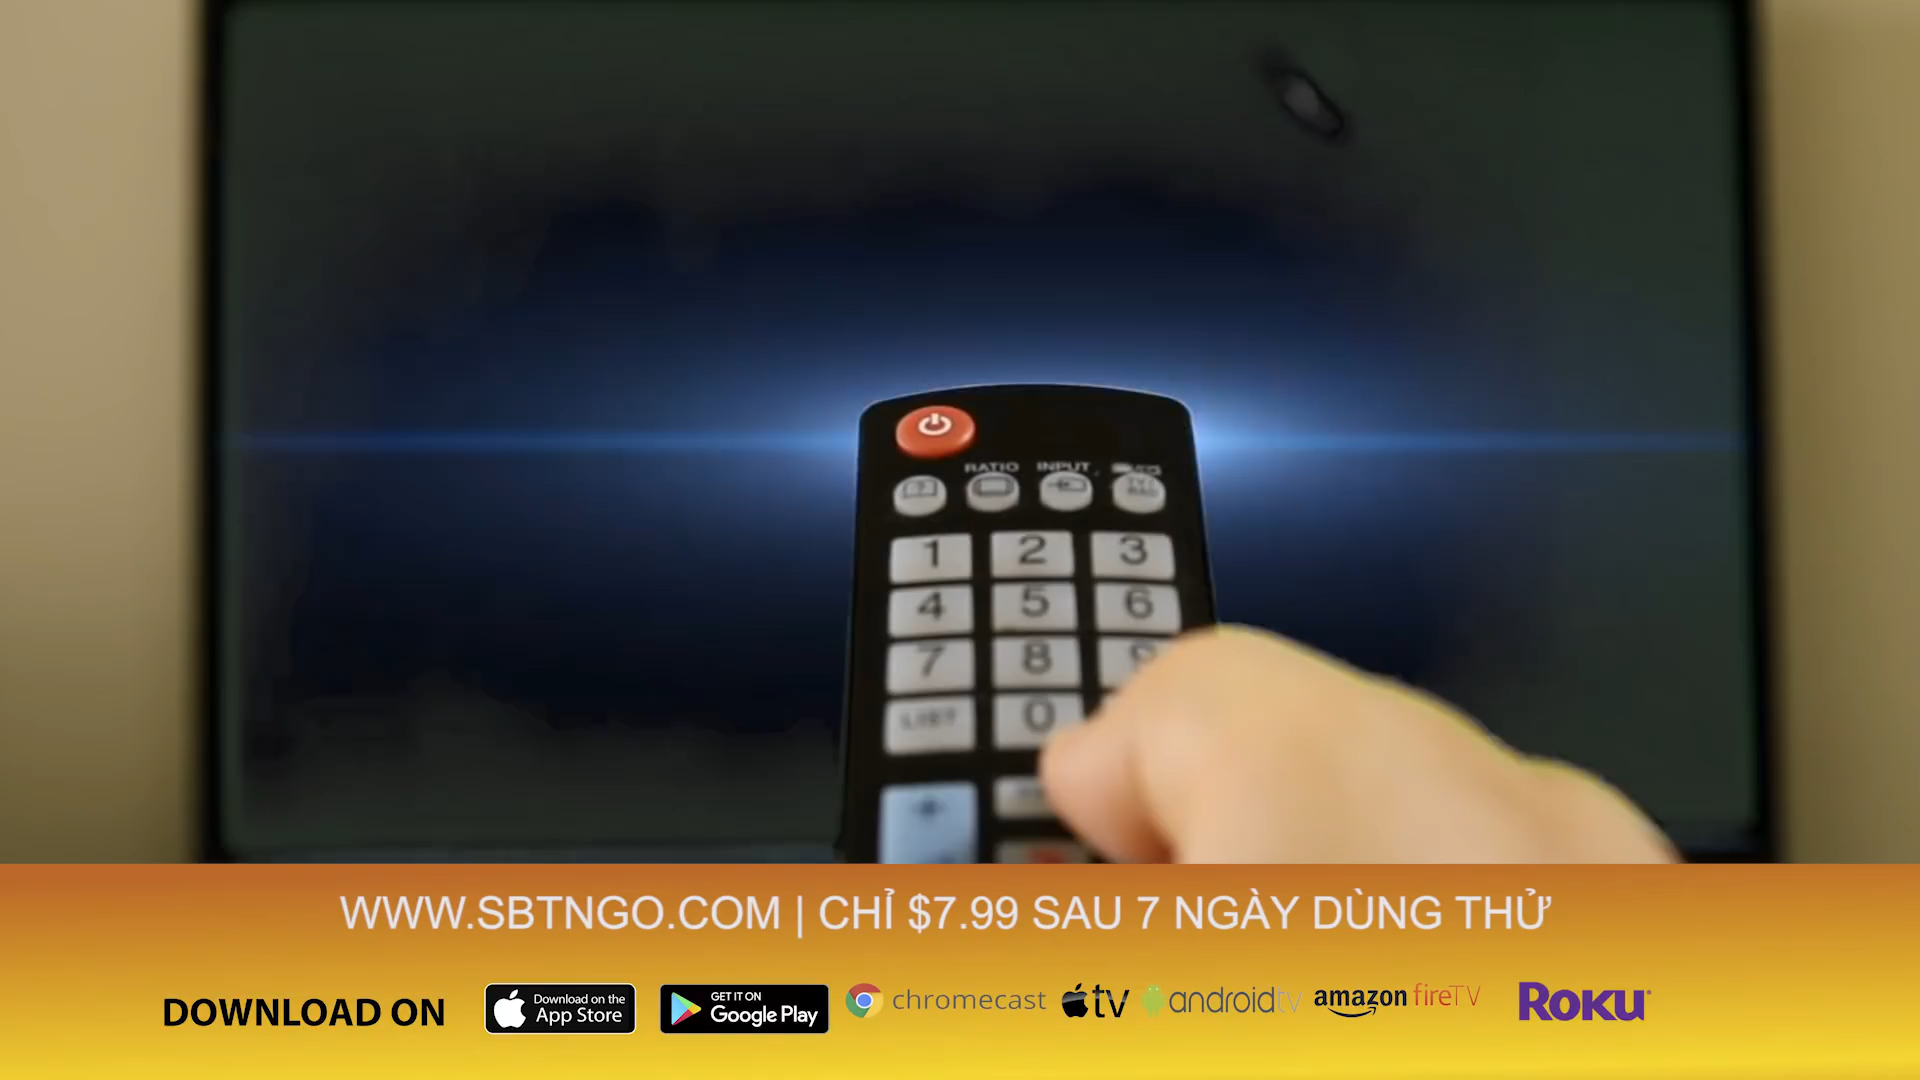 RATIO INPUT
1 2 3
4 5 6
7 8 9
LIST 0
WWW.SBTNGO.COM | CHỈ $7.99 SAU 7 NGÀY DÙNG THỬ
DOWNLOAD ON
Download on the
App Store
GET IT ON
Google Play
chromecast
tv
androidtv
amazon fireTV
ROKU